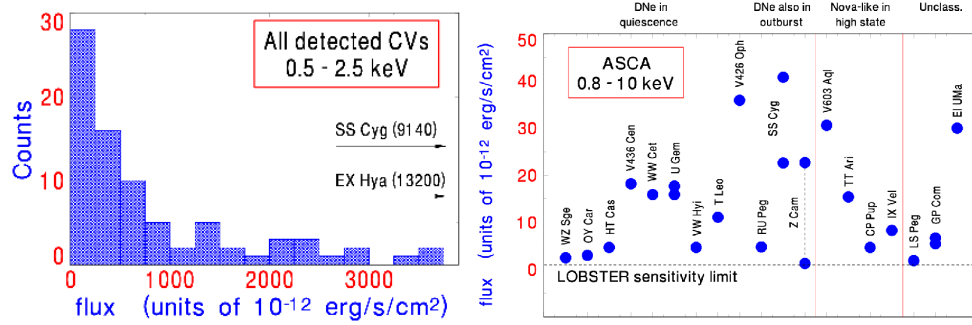 30
20
10
0
Counts
All detected CVs
0.5 - 2.5 keV
SS Cyg (9140)
EX Hya (13200)
0
1000
2000
3000
flux (units of 10-12 erg/s/cm2)
DNe in
quiescence
DNe also in
outburst
Nova-like in
high state
Unclass.
50
40
30
20
10
0
flux (units of 10-12 erg/s/cm2)
ASCA
0.8 - 10 keV
WZ Sge
OY Car
HT Cas
V436 Cen
WW Cet
U Gem
VW Hyi
T Leo
V426 Oph
RU Peg
SS Cyg
Z Cam
V603 Aql
TT Ari
CP Pup
IX Vel
LS Peg
GP Com
EI UMa
LOBSTER sensitivity limit